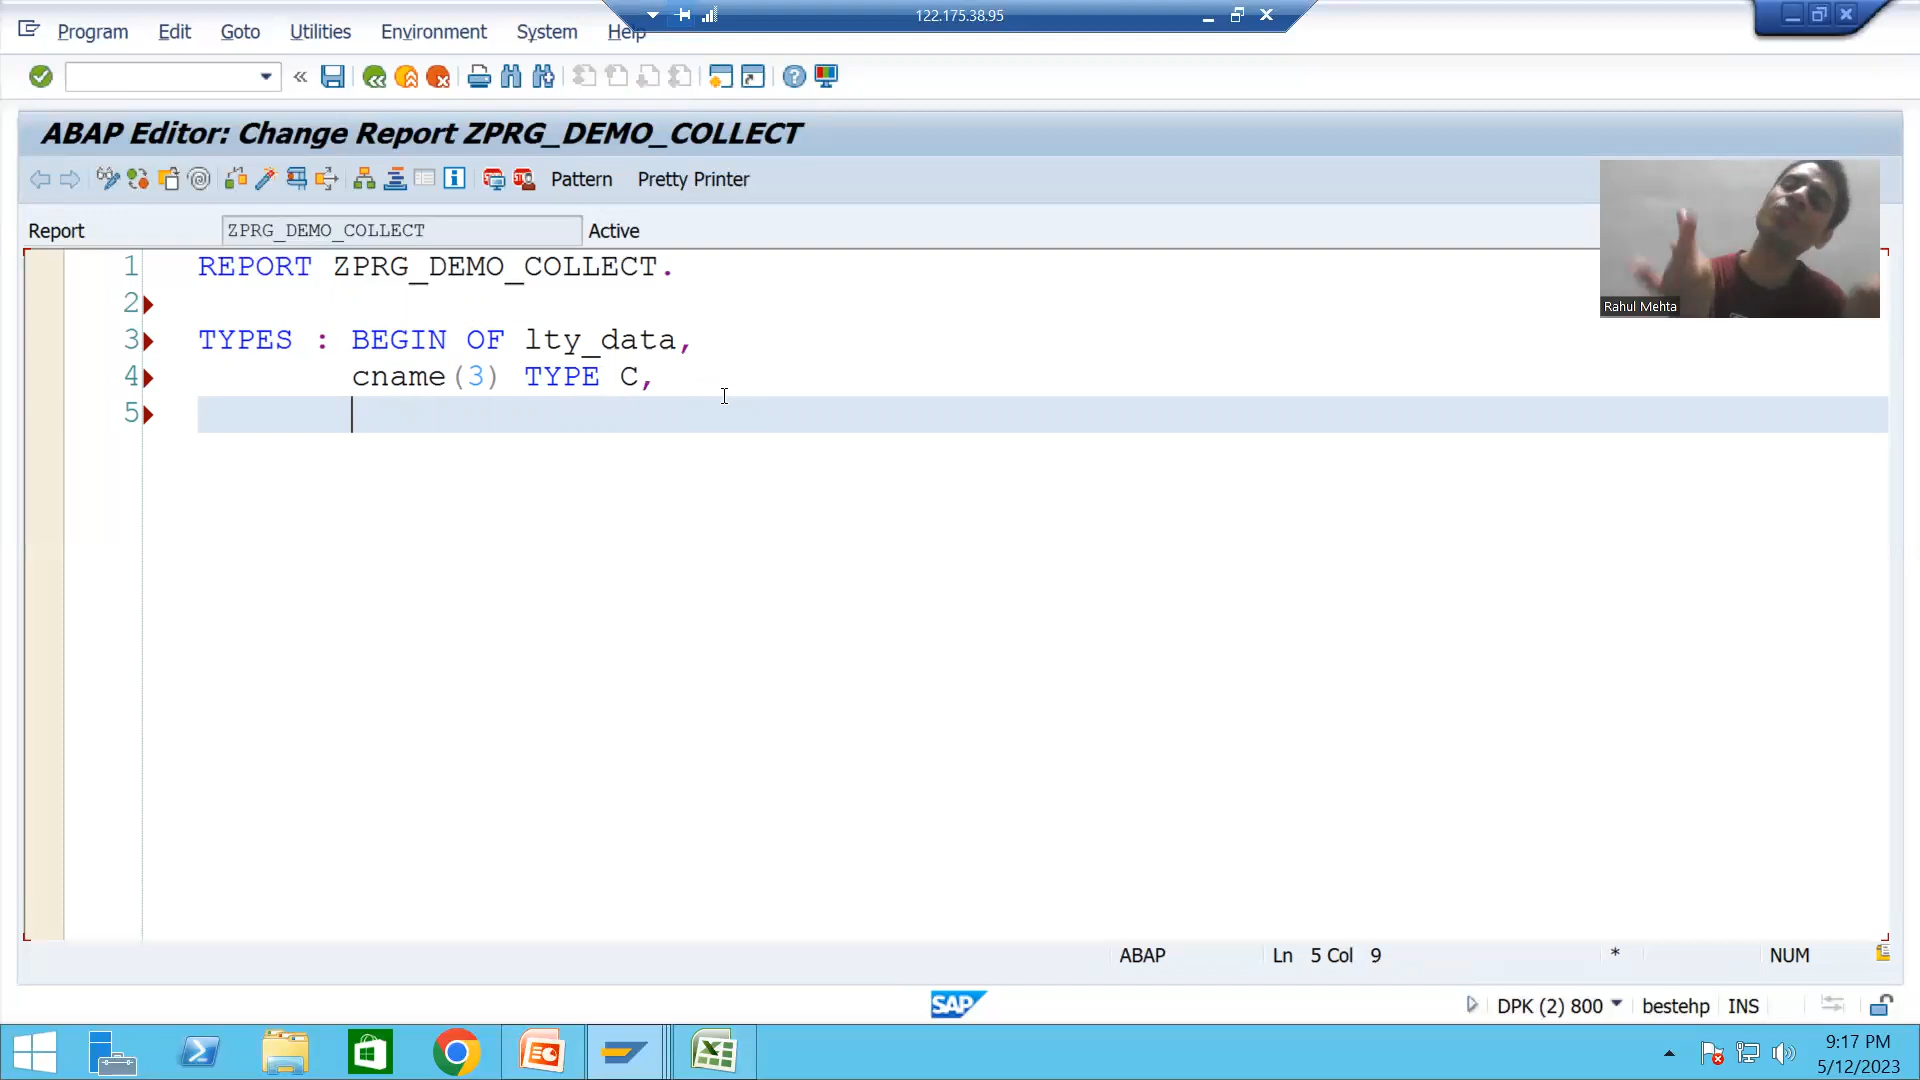 122.175.38.95
Program Edit Goto Utilities Environment System Help
ABAP Editor: Change Report ZPRG_DEMO_COLLECT
Pattern Pretty Printer
Report ZPRG_DEMO_COLLECT Active
Rahul Mehta
1 REPORT ZPRG_DEMO_COLLECT.
2
3 TYPES : BEGIN OF lty_data,
4 cname(3) TYPE C,
5
ABAP Ln 5 Col 9 * NUM
SAP DPK (2) 800 bestehp INS
9:17 PM
5/12/2023